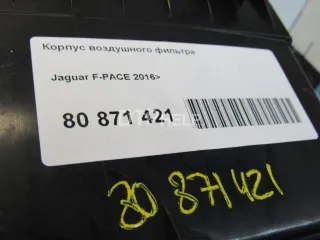 Корпус воздушного фильтра
Jaguar F-PACE 2016>
80 871 421
80 871421